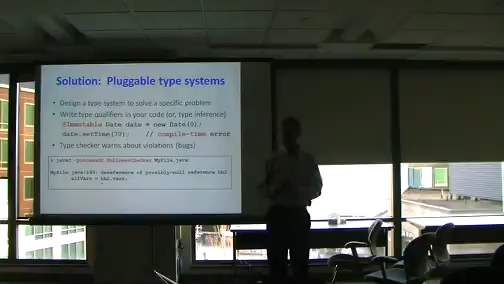 Solution: Pluggable type systems
• Design a type system to solve a specific problem
• Write type qualifiers in your code (or, type inference)
@Immutable Date date = new Date(0);
date.setTime(70); // compile-time error
• Type checker warns about violations (bugs)
% javac -processor NullnessChecker MyFile.java
MyFile.java:149: dereference of possibly-null reference bb2
allVars = bb2.vars;